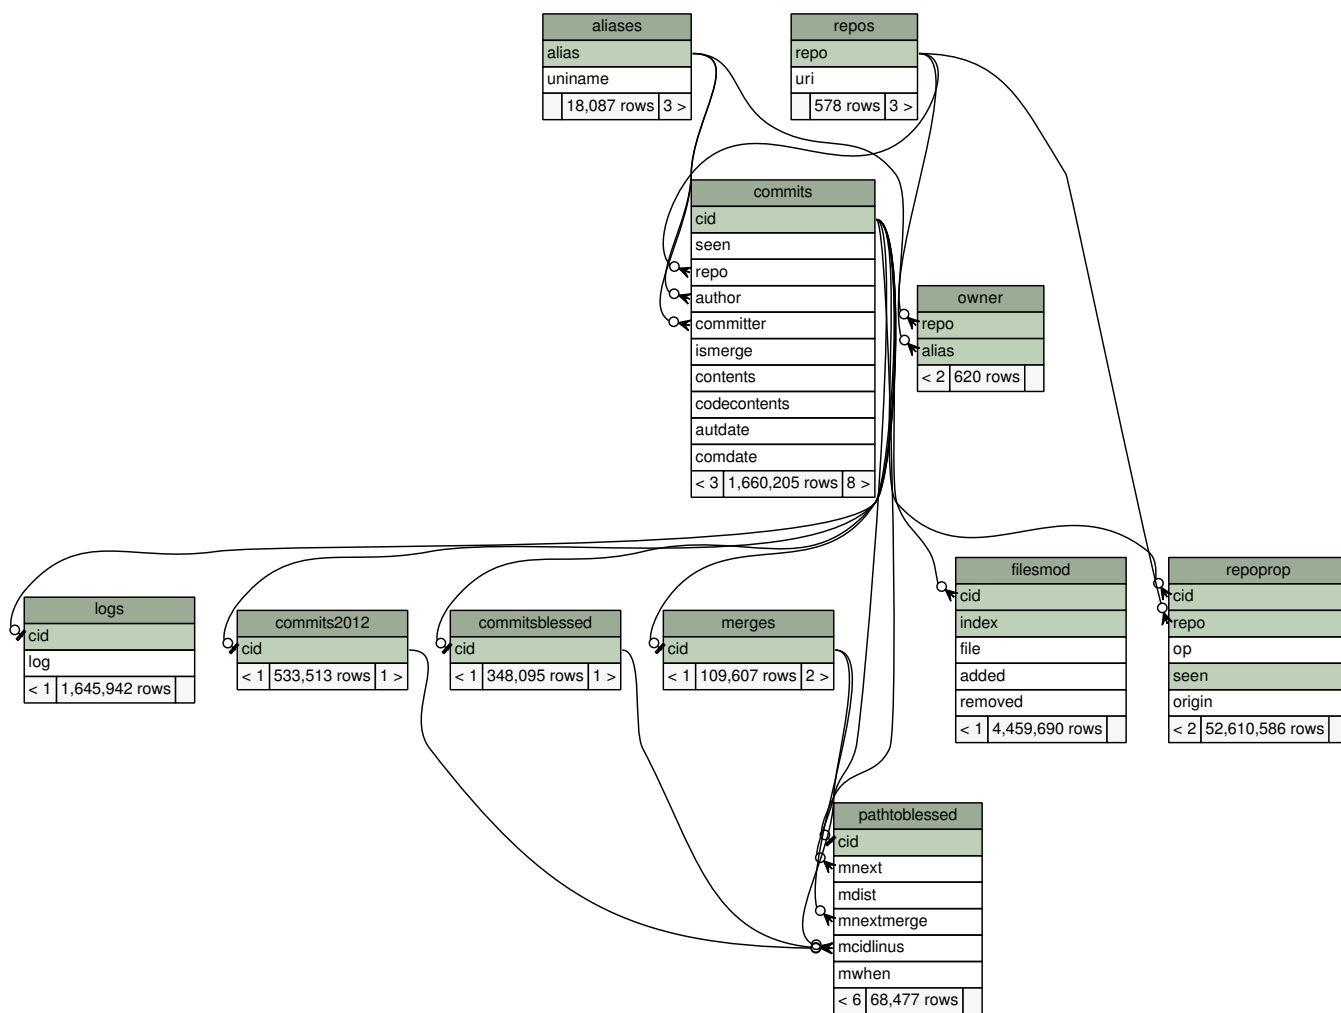 aliases
alias
uniname
18,087 rows 3 >
repos
repo
uri
578 rows 3 >
commits
cid
seen
repo
author
committer
ismerge
contents
codecontents
autdate
comdate
< 3 1,660,205 rows 8 >
owner
repo
alias
< 2 620 rows
logs
cid
log
< 1 1,645,942 rows
commits2012
cid
< 1 533,513 rows 1 >
commitsblessed
cid
< 1 348,095 rows 1 >
merges
cid
< 1 109,607 rows 2 >
filesmod
cid
index
file
added
removed
< 1 4,459,690 rows
repoprop
cid
repo
op
seen
origin
< 2 52,610,586 rows
pathtoblessed
cid
mnext
mdist
mnextmerge
mcidlinus
mwhen
< 6 68,477 rows